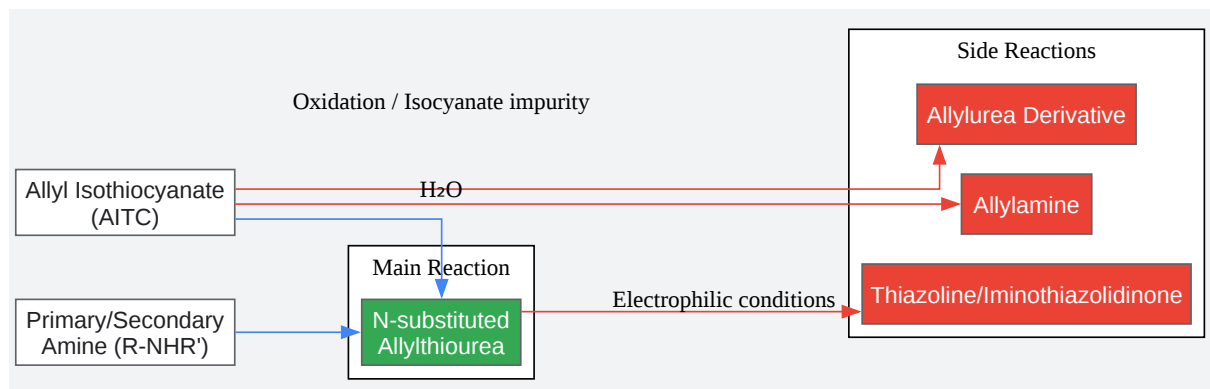 Side Reactions
Oxidation / Isocyanate impurity
Allylurea Derivative
Allyl Isothiocyanate
(AITC)
H₂O
Allylamine
Main Reaction
Thiazoline/Iminothiazolidinone
Electrophilic conditions
Primary/Secondary
Amine (R-NHR')
N-substituted
Allylthiourea